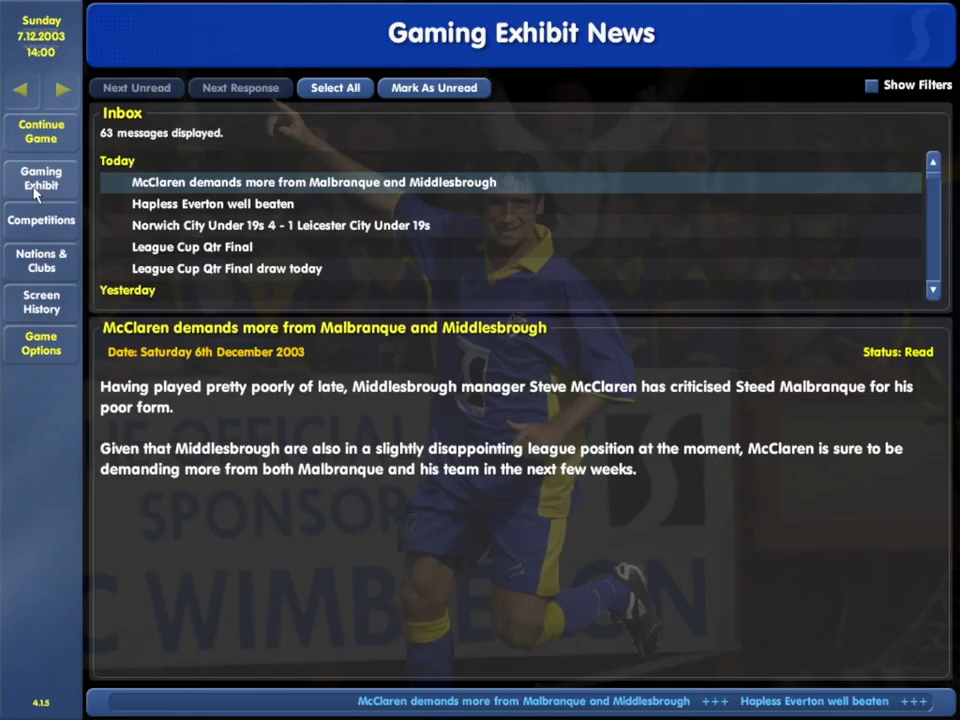 Sunday
7.12.2003
14:00
Gaming Exhibit News
Next Unread
Next Response
Select All
Mark As Unread
Show Filters
Continue
Game
Gaming
Exhibit
Competitions
Nations &
Clubs
Screen
History
Game
Options
Inbox
63 messages displayed.
Today
McClaren demands more from Malbranque and Middlesbrough
Hapless Everton well beaten
Norwich City Under 19s 4 - 1 Leicester City Under 19s
League Cup Qtr Final
League Cup Qtr Final draw today
Yesterday
McClaren demands more from Malbranque and Middlesbrough
Date: Saturday 6th December 2003
Status: Read
Having played pretty poorly of late, Middlesbrough manager Steve McClaren has criticised Steed Malbranque for his
poor form.
Given that Middlesbrough are also in a slightly disappointing league position at the moment, McClaren is sure to be
demanding more from both Malbranque and his team in the next few weeks.
OFFICIAL
SPONSOR
C WIMBLEDON
4.1.5
McClaren demands more from Malbranque and Middlesbrough +++ Hapless Everton well beaten +++